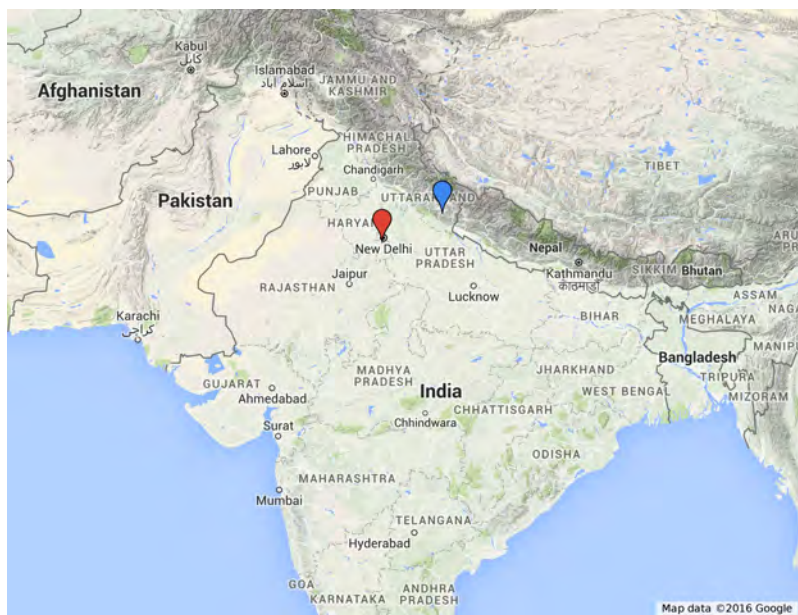 Kabul
کابل
Islamabad
اسلام آباد
Afghanistan
JAMMU AND
KASHMIR
HIMACHAL
PRADESH
Lahore
لاہور
Chandigarh
TIBET
PUNJAB
UTTARAKHAND
Pakistan
HARYANA
New Delhi
UTTAR
PRADESH
Nepal
Kathmandu
काठमाडौं
SIKKIM
Bhutan
Jaipur
RAJASTHAN
Lucknow
ASSAM
Karachi
کراچی
BIHAR
MEGHALAYA
Bangladesh
GUJARAT
Ahmedabad
MADHYA
PRADESH
JHARKHAND
TRIPURA
MIZORAM
India
WEST BENGAL
Surat
Chhindwara
CHHATTISGARH
ODISHA
MAHARASHTRA
Mumbai
TELANGANA
Hyderabad
GOA
KARNATAKA
ANDHRA
PRADESH
Map data ©2016 Google